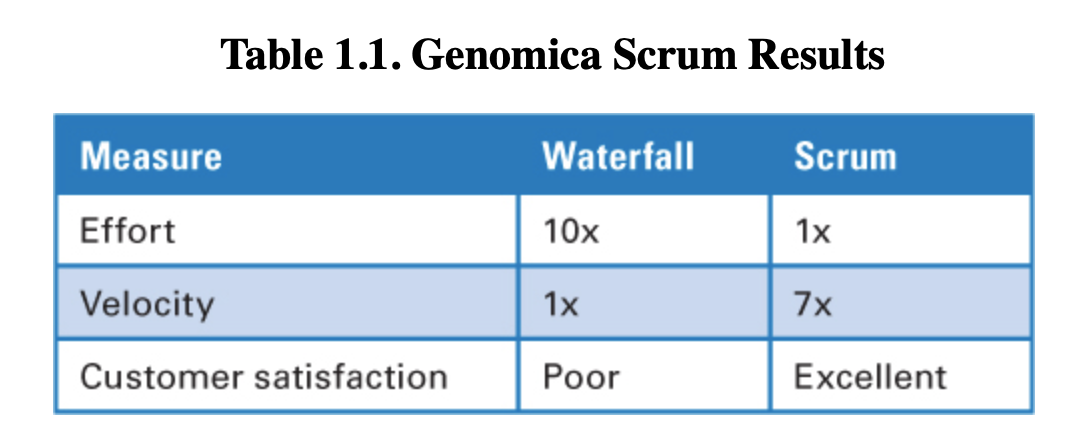 Table 1.1. Genomica Scrum Results
Measure Waterfall Scrum
Effort 10x 1x
Velocity 1x 7x
Customer satisfaction Poor Excellent